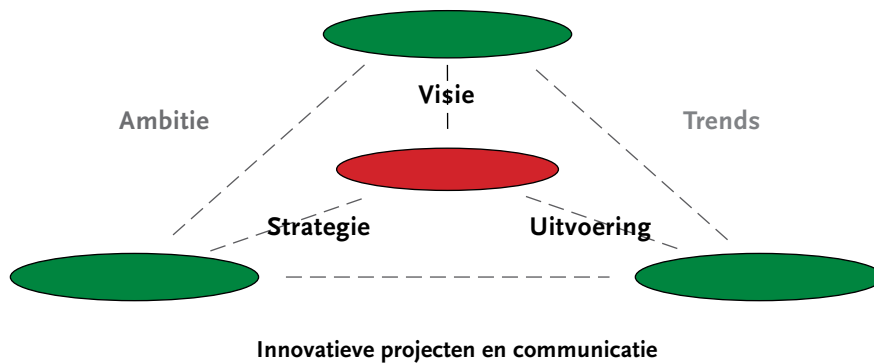 Visie
Ambitie
Trends
Strategie
Uitvoering
Innovatieve projecten en communicatie